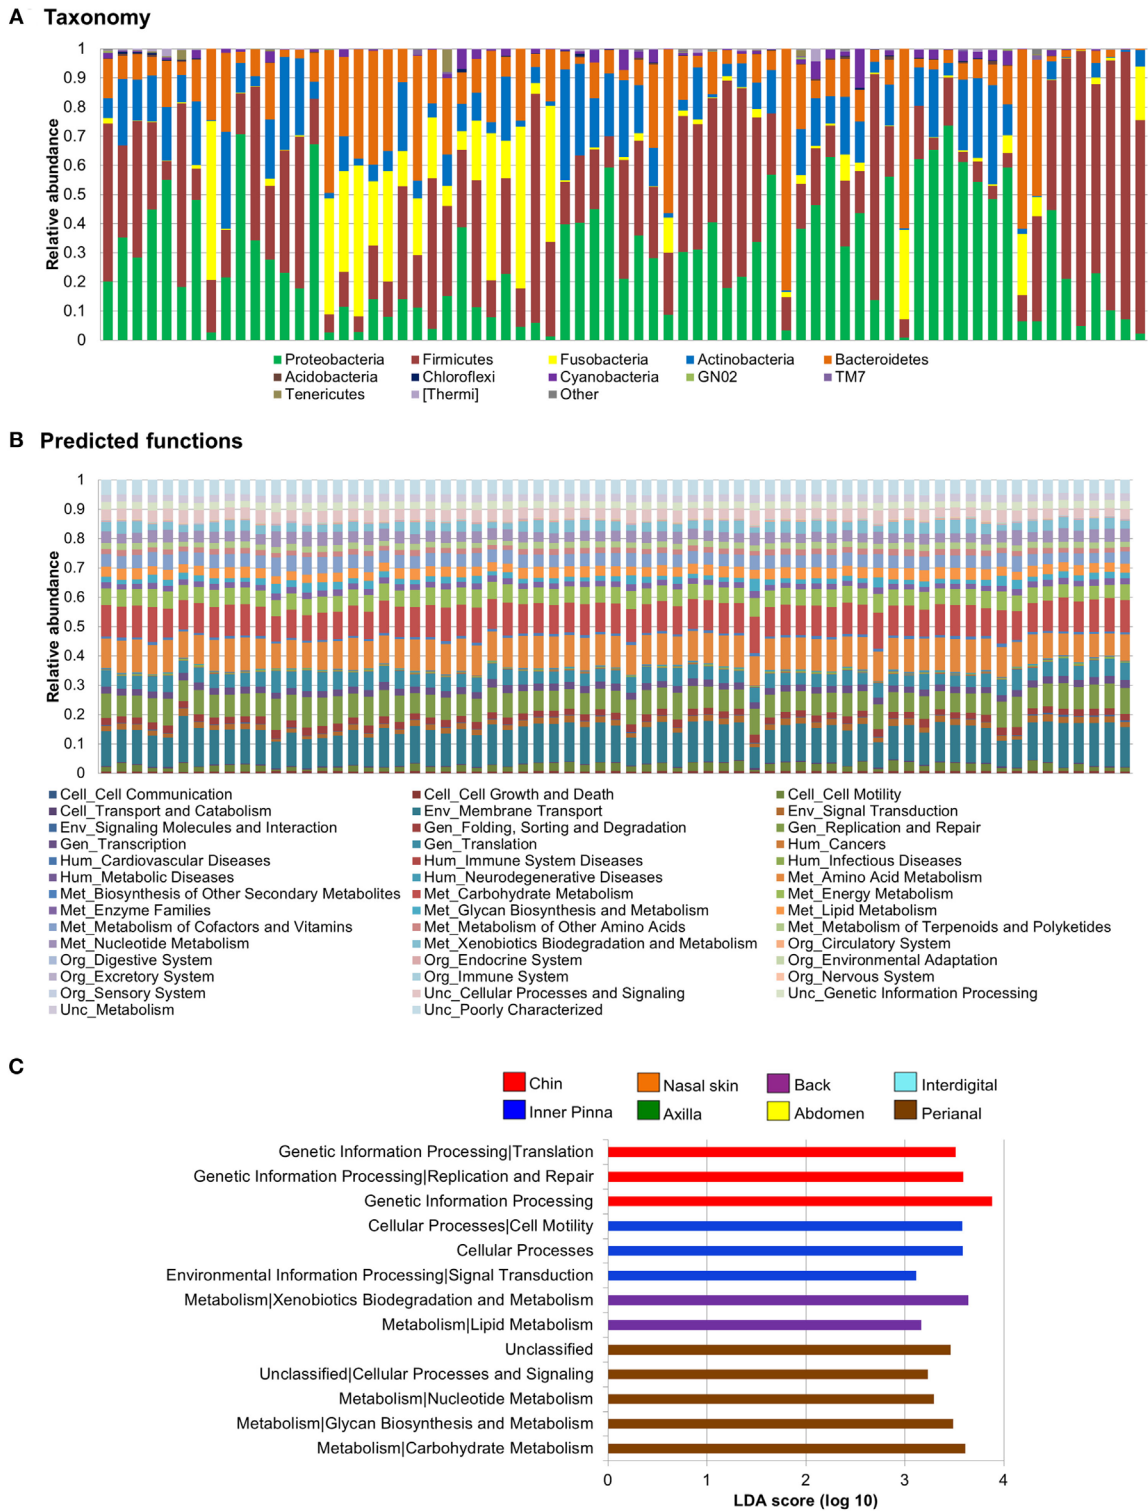 A Taxonomy
Relative abundance
1
0.9
0.8
0.7
0.6
0.5
0.4
0.3
0.2
0.1
0
Proteobacteria Firmicutes Fusobacteria Actinobacteria Bacteroidetes
Acidobacteria Chloroflexi Cyanobacteria GN02 TM7
Tenericutes [Thermi] Other
B Predicted functions
Relative abundance
1
0.9
0.8
0.7
0.6
0.5
0.4
0.3
0.2
0.1
0
Cell_Cell Communication Cell_Cell Growth and Death Cell_Cell Motility
Cell_Transport and Catabolism Env_Membrane Transport Env_Signal Transduction
Env_Signaling Molecules and Interaction Gen_Folding, Sorting and Degradation Gen_Replication and Repair
Gen_Transcription Gen_Translation Hum_Cancers
Hum_Cardiovascular Diseases Hum_Immune System Diseases Hum_Infectious Diseases
Hum_Metabolic Diseases Hum_Neurodegenerative Diseases Met_Amino Acid Metabolism
Met_Biosynthesis of Other Secondary Metabolites Met_Carbohydrate Metabolism Met_Energy Metabolism
Met_Enzyme Families Met_Glycan Biosynthesis and Metabolism Met_Lipid Metabolism
Met_Metabolism of Cofactors and Vitamins Met_Metabolism of Other Amino Acids Met_Metabolism of Terpenoids and Polyketides
Met_Nucleotide Metabolism Met_Xenobiotics Biodegradation and Metabolism Org_Circulatory System
Org_Digestive System Org_Endocrine System Org_Environmental Adaptation
Org_Excretory System Org_Immune System Org_Nervous System
Org_Sensory System Unc_Cellular Processes and Signaling Unc_Genetic Information Processing
Unc_Metabolism Unc_Poorly Characterized
C
Chin Nasal skin Back Interdigital
Inner Pinna Axilla Abdomen Perianal
Genetic Information Processing|Translation
Genetic Information Processing|Replication and Repair
Genetic Information Processing
Cellular Processes|Cell Motility
Cellular Processes
Environmental Information Processing|Signal Transduction
Metabolism|Xenobiotics Biodegradation and Metabolism
Metabolism|Lipid Metabolism
Unclassified
Unclassified|Cellular Processes and Signaling
Metabolism|Nucleotide Metabolism
Metabolism|Glycan Biosynthesis and Metabolism
Metabolism|Carbohydrate Metabolism
0 1 2 3 4
LDA score (log 10)